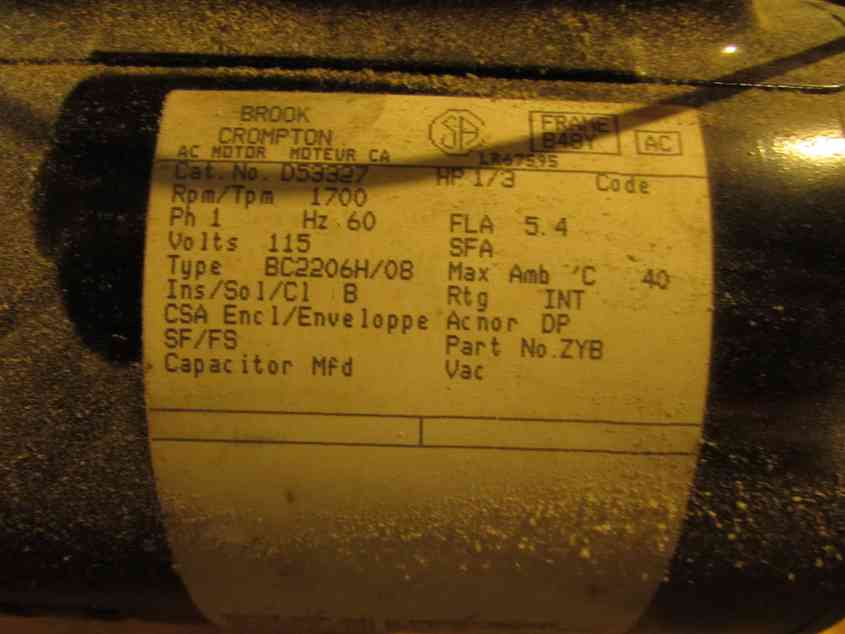 BROOK
CROMPTON
AC MOTOR MOTEUR CA
SA
LR67595
FRAME
B48Y
AC
Cat. No. D53327 HP 1/3 Code
Rpm/Tpm 1700
Ph 1 Hz 60 FLA 5.4
Volts 115 SFA
Type BC2206H/08 Max Amb °C 40
Ins/Sol/Cl B Rtg INT
CSA Encl/Enveloppe Acnor DP
SF/FS Part No. ZYB
Capacitor Mfd Vac